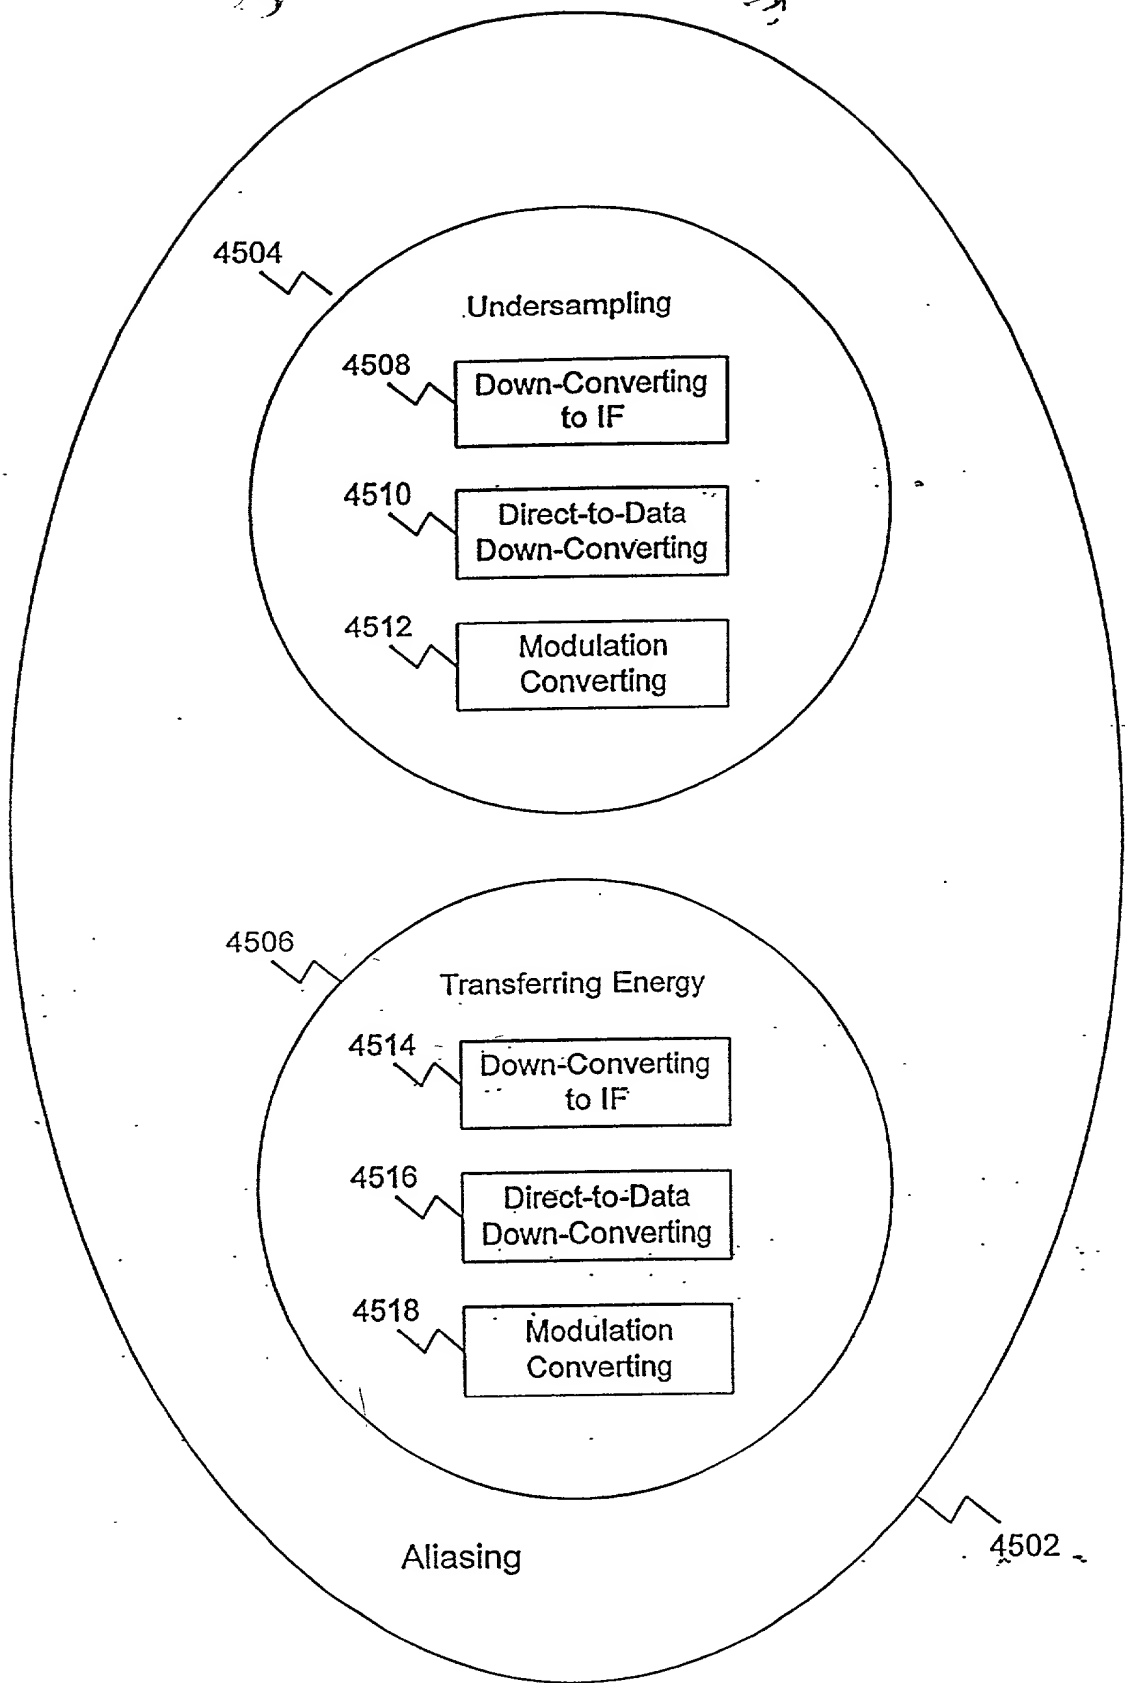 4504
Undersampling
4508
Down-Converting
to IF
4510
Direct-to-Data
Down-Converting
4512
Modulation
Converting
4506
Transferring Energy
4514
Down-Converting
to IF
4516
Direct-to-Data
Down-Converting
4518
Modulation
Converting
4502
Aliasing